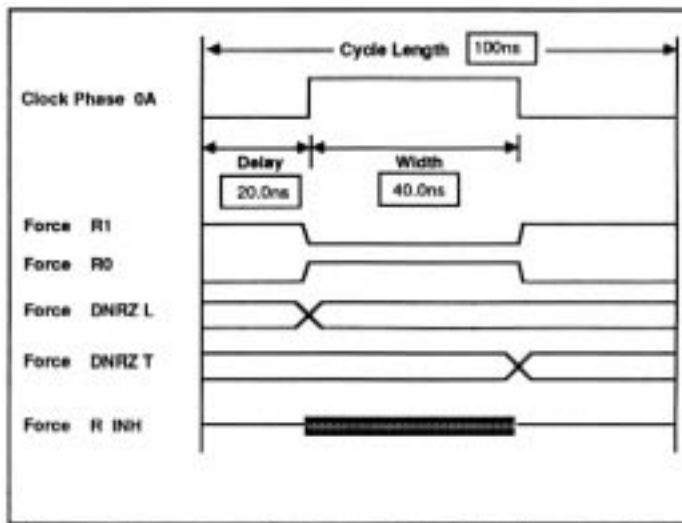 Cycle Length 100ns
Clock Phase 0A
Delay Width
20.0ns 40.0ns
Force R1
Force R0
Force DNRZ L
Force DNRZ T
Force R INH